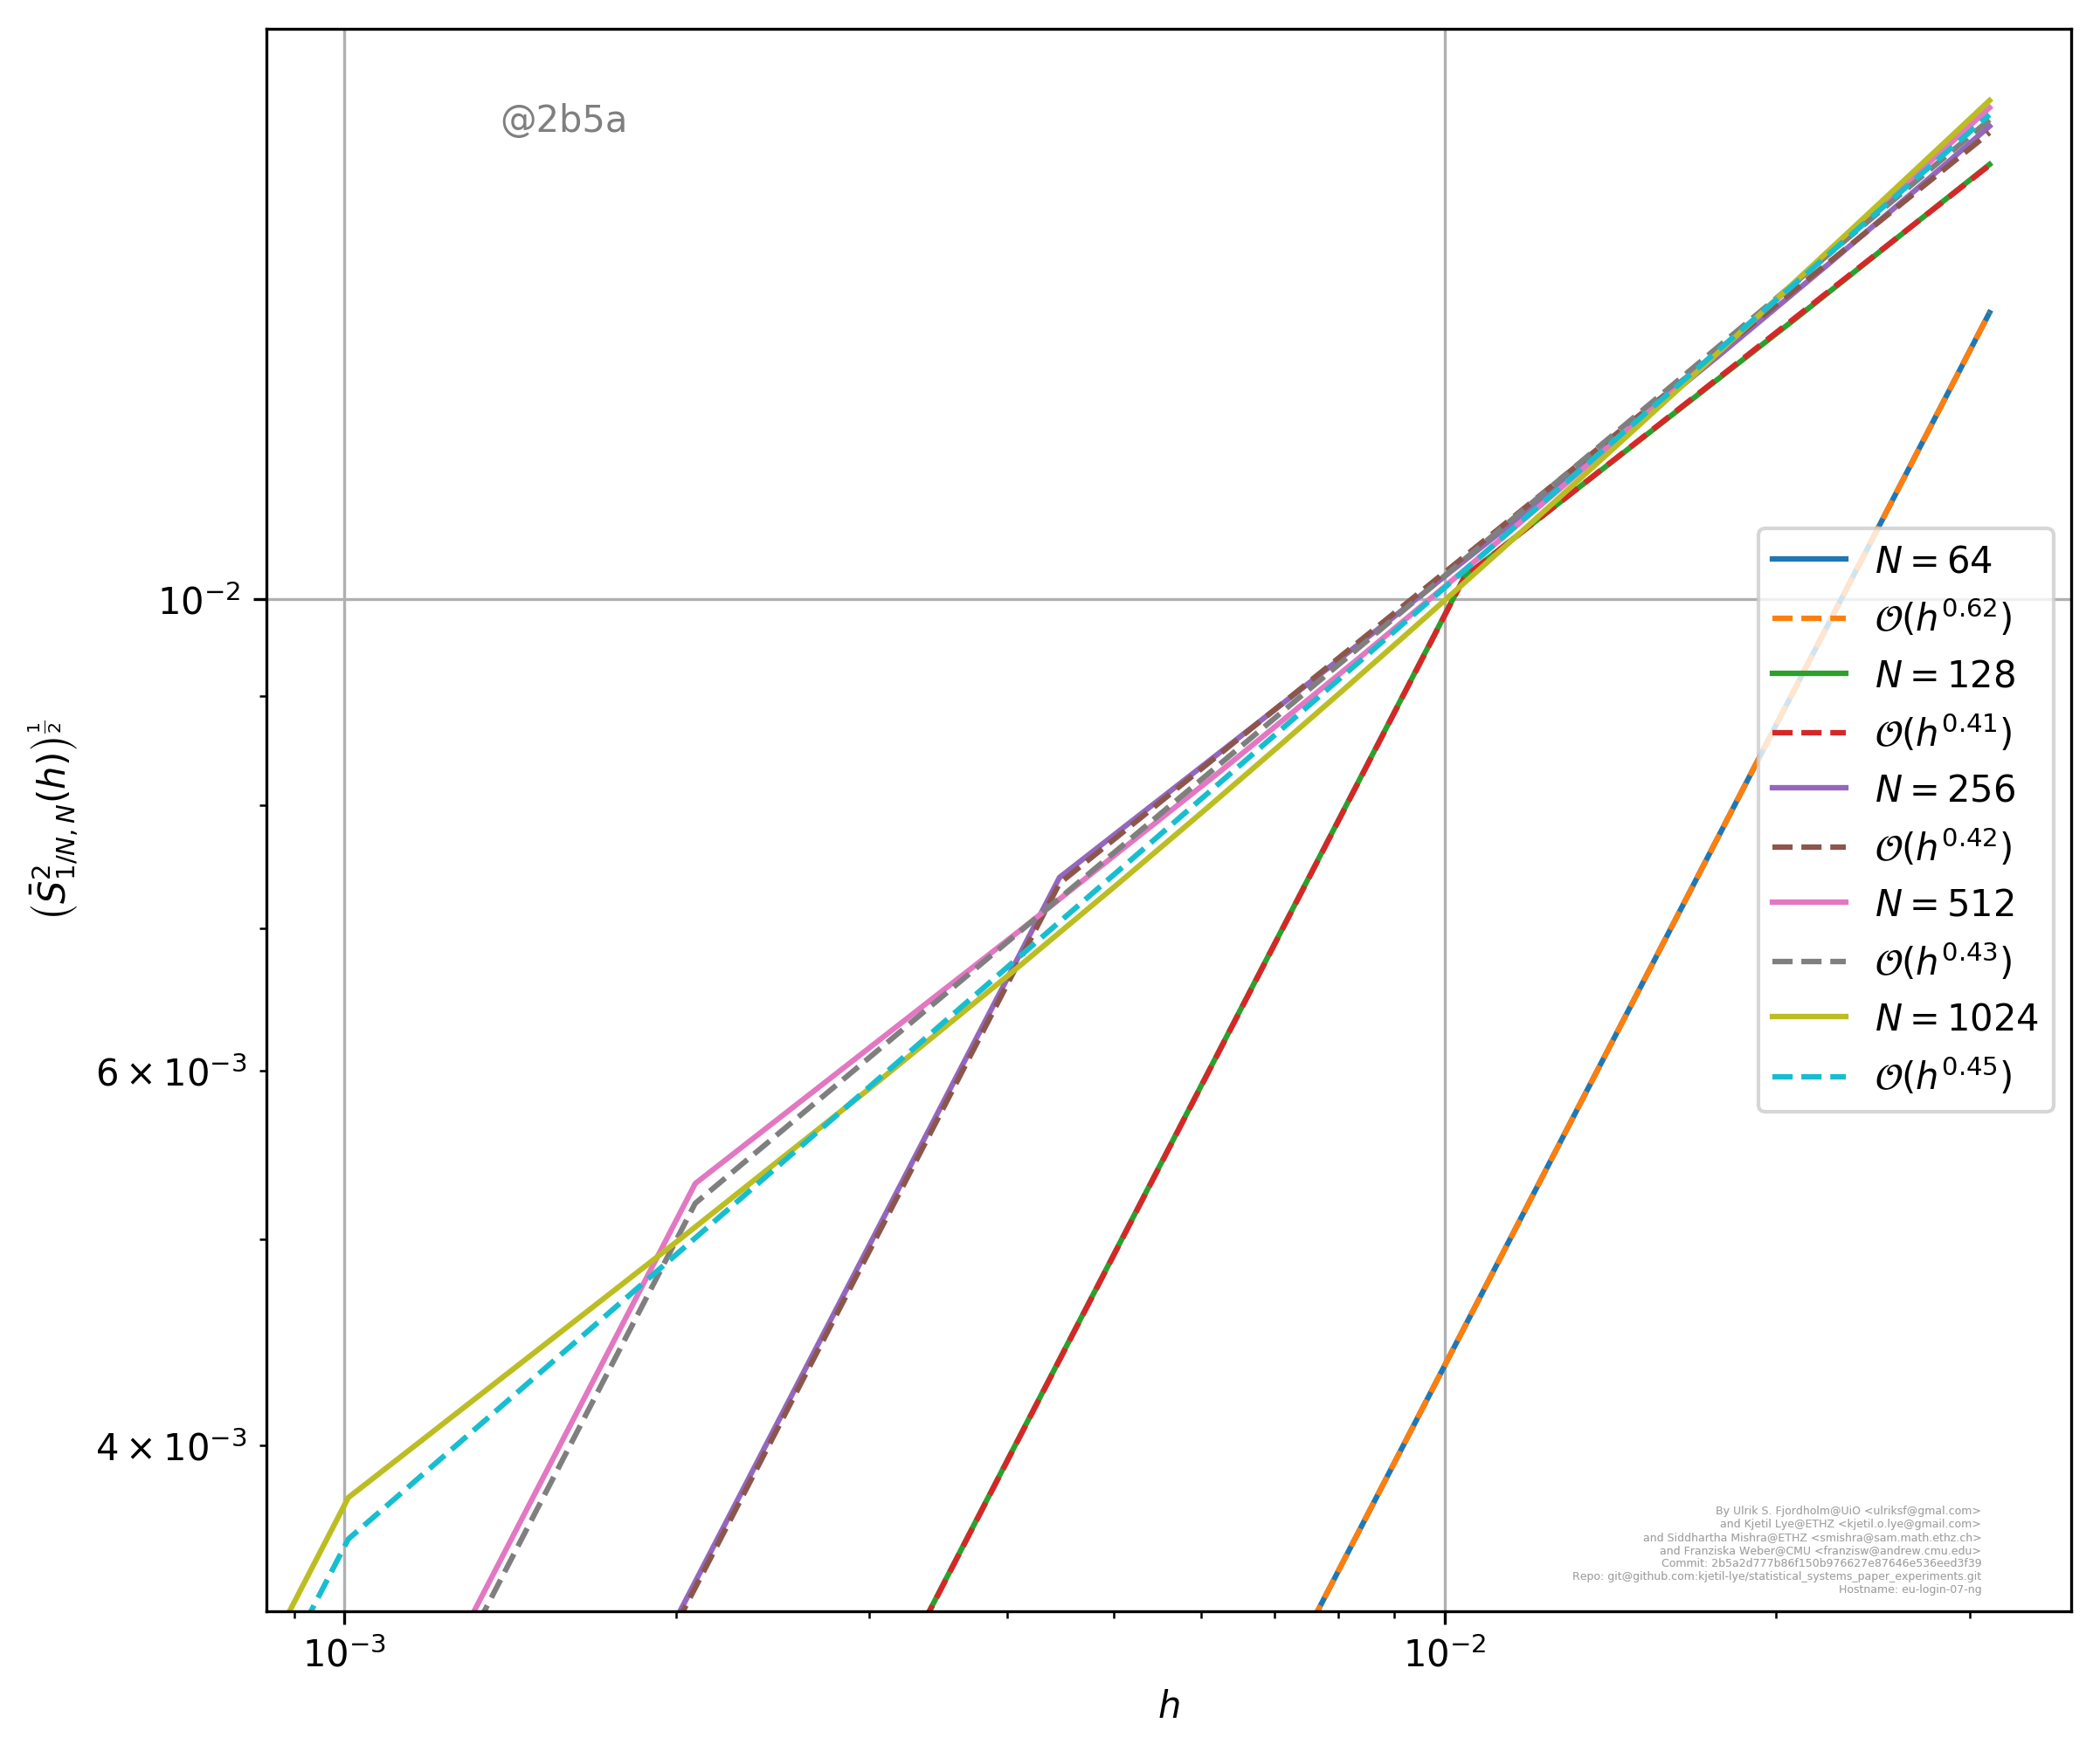 @2b5a
10⁻²
6 × 10⁻³
4 × 10⁻³
(S̄²₁/N, N(h))^½
10⁻³
10⁻²
h
N = 64
𝒪(h^0.62)
N = 128
𝒪(h^0.41)
N = 256
𝒪(h^0.42)
N = 512
𝒪(h^0.43)
N = 1024
𝒪(h^0.45)
By Ulrik S. Fjordholm@UiO <ulriksf@gmal.com>
and Kjetil Lye@ETHZ <kjetil.o.lye@gmail.com>
and Siddhartha Mishra@ETHZ <smishra@sam.math.ethz.ch>
and Franziska Weber@CMU <franzisw@andrew.cmu.edu>
Commit: 2b5a2d777b86f150b976627e87646e536eed3f39
Repo: git@github.com:kjetil-lye/statistical_systems_paper_experiments.git
Hostname: eu-login-07-ng